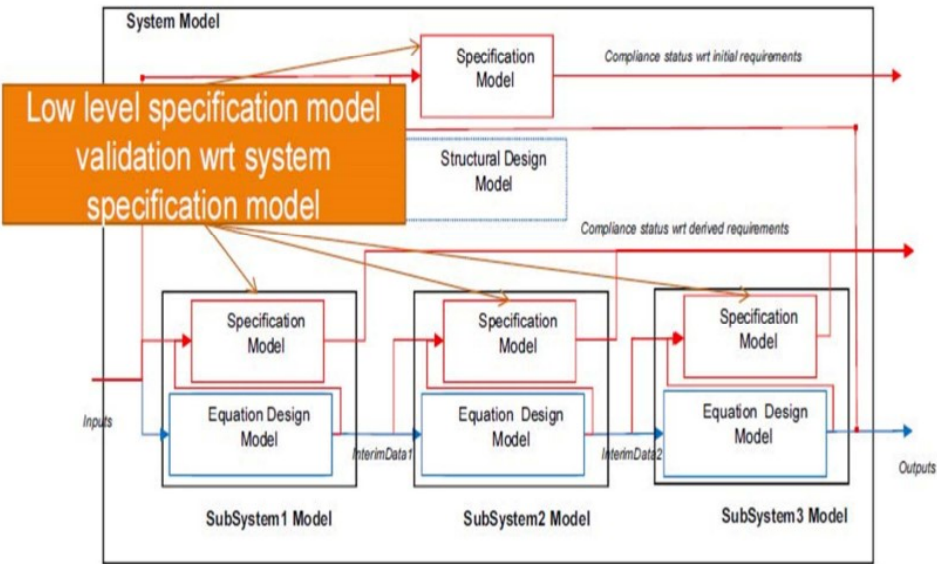 System Model
Specification
Model
Compliance status wrt initial requirements
Low level specification model
validation wrt system
specification model
Structural Design
Model
Compliance status wrt derived requirements
Specification
Model
Specification
Model
Specification
Model
Inputs
Equation Design
Model
InterimData1
Equation Design
Model
InterimData2
Equation Design
Model
Outputs
SubSystem1 Model
SubSystem2 Model
SubSystem3 Model